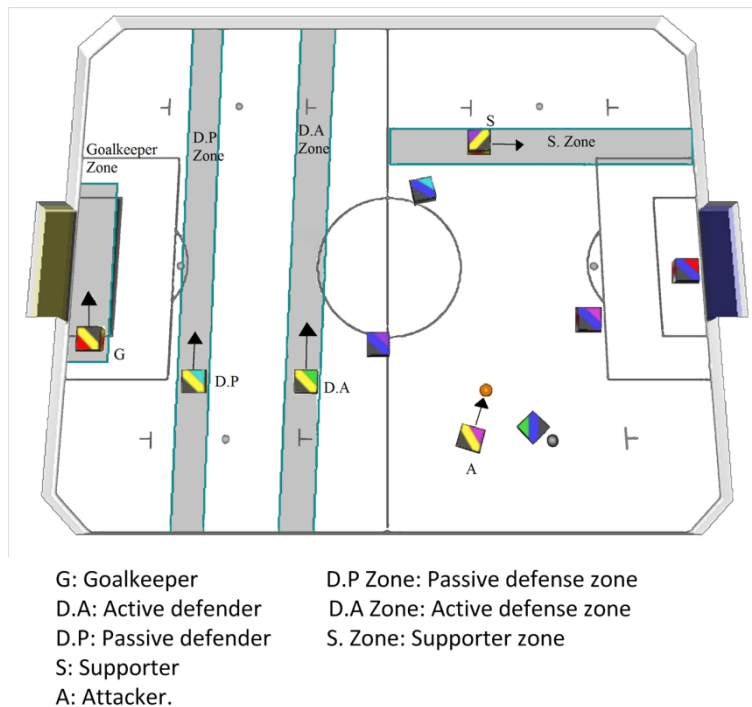 S
D.P
Zone
D.A
Zone
S. Zone
Goalkeeper
Zone
G
D.P
D.A
A
G: Goalkeeper
D.P Zone: Passive defense zone
D.A: Active defender
D.A Zone: Active defense zone
D.P: Passive defender
S. Zone: Supporter zone
S: Supporter
A: Attacker.